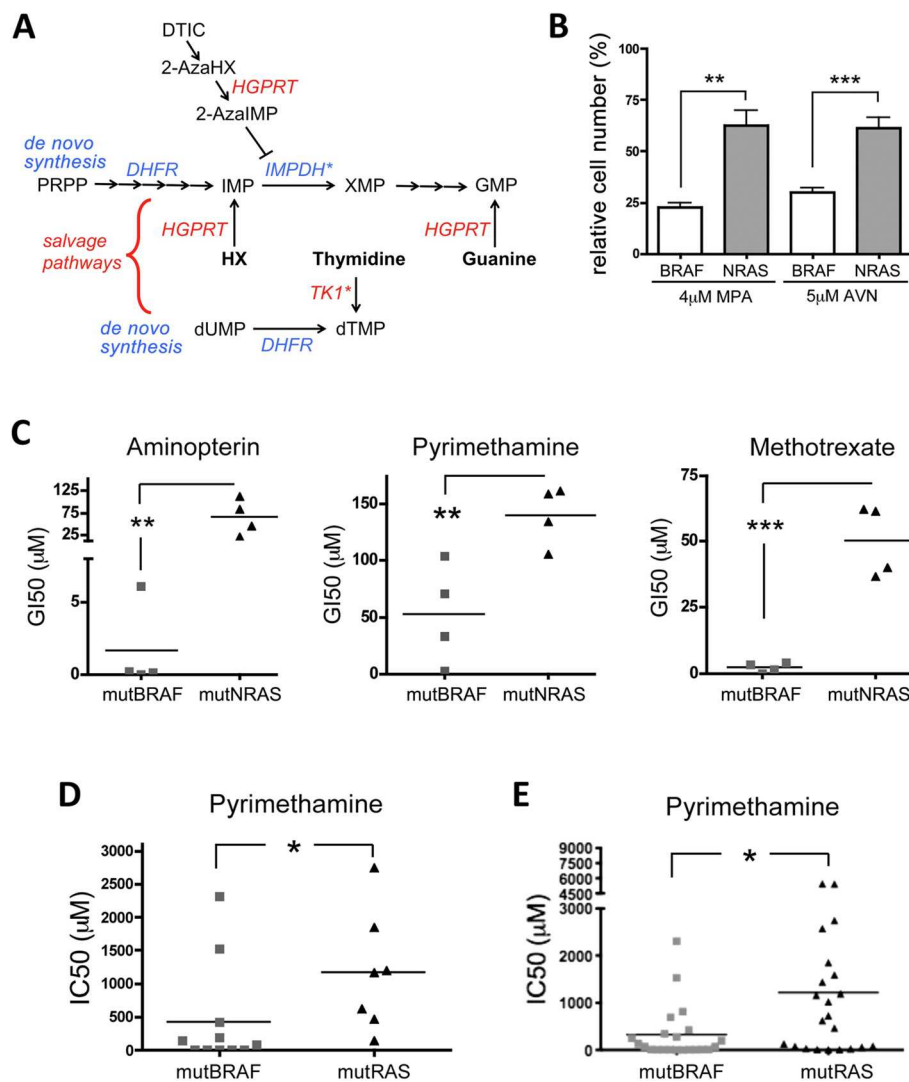 A
DTIC
2-AzaHX
HGPRT
2-AzaIMP
de novo
synthesis
DHFR
IMPDH*
PRPP
IMP
XMP
GMP
salvage
pathways
HGPRT
HGPRT
HX
Thymidine
Guanine
TK1*
de novo
synthesis
dUMP
dTMP
DHFR
B
relative cell number (%)
100
75
50
25
0
**
***
BRAF NRAS BRAF NRAS
4μM MPA 5μM AVN
C
Aminopterin
GI50 (μM)
125
75
25
5
0
**
mutBRAF mutNRAS
Pyrimethamine
GI50 (μM)
150
100
50
0
**
mutBRAF mutNRAS
Methotrexate
GI50 (μM)
75
50
25
0
***
mutBRAF mutNRAS
D
Pyrimethamine
IC50 (μM)
3000
2500
2000
1500
1000
500
0
*
mutBRAF mutRAS
E
Pyrimethamine
IC50 (μM)
9000
7500
6000
4500
3000
2000
1000
0
*
mutBRAF mutRAS